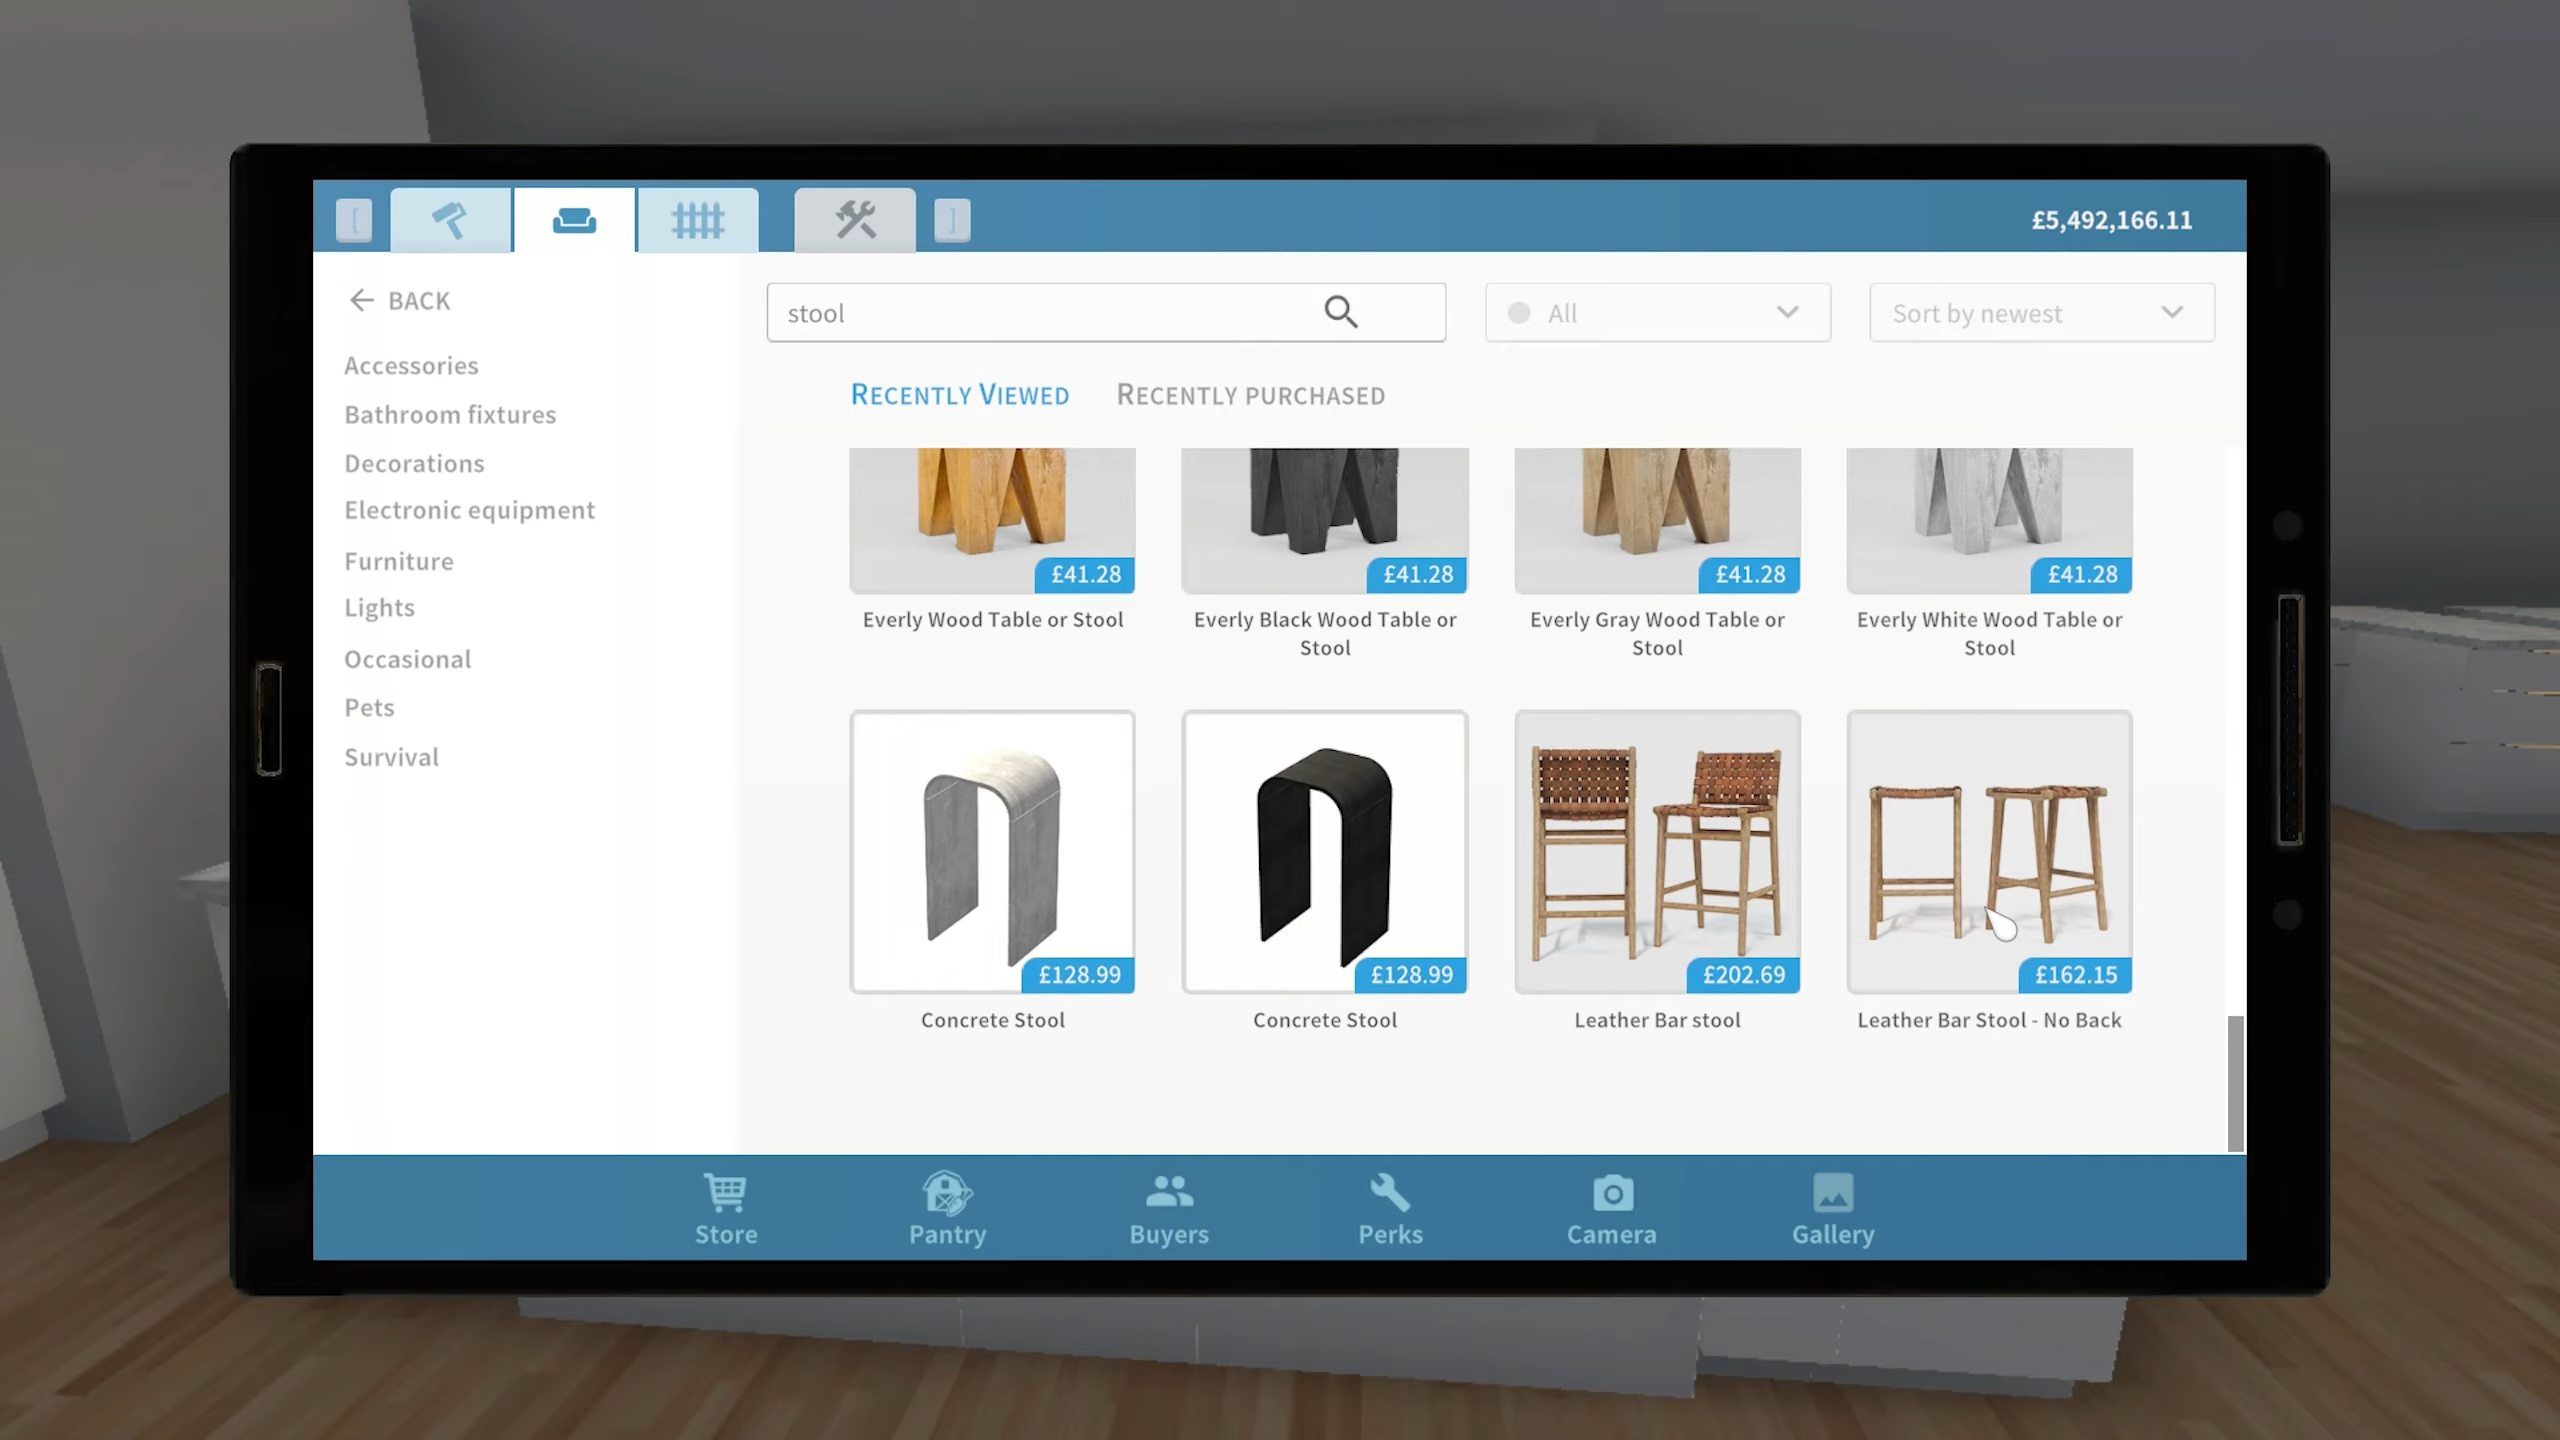 [
]
£5,492,166.11
BACK
stool
All
Sort by newest
RECENTLY VIEWED
RECENTLY PURCHASED
Accessories
Bathroom fixtures
Decorations
Electronic equipment
Furniture
Lights
Occasional
Pets
Survival
£41.28
£41.28
£41.28
£41.28
Everly Wood Table or Stool
Everly Black Wood Table or
Stool
Everly Gray Wood Table or
Stool
Everly White Wood Table or
Stool
£128.99
£128.99
£202.69
£162.15
Concrete Stool
Concrete Stool
Leather Bar stool
Leather Bar Stool - No Back
Store
Pantry
Buyers
Perks
Camera
Gallery